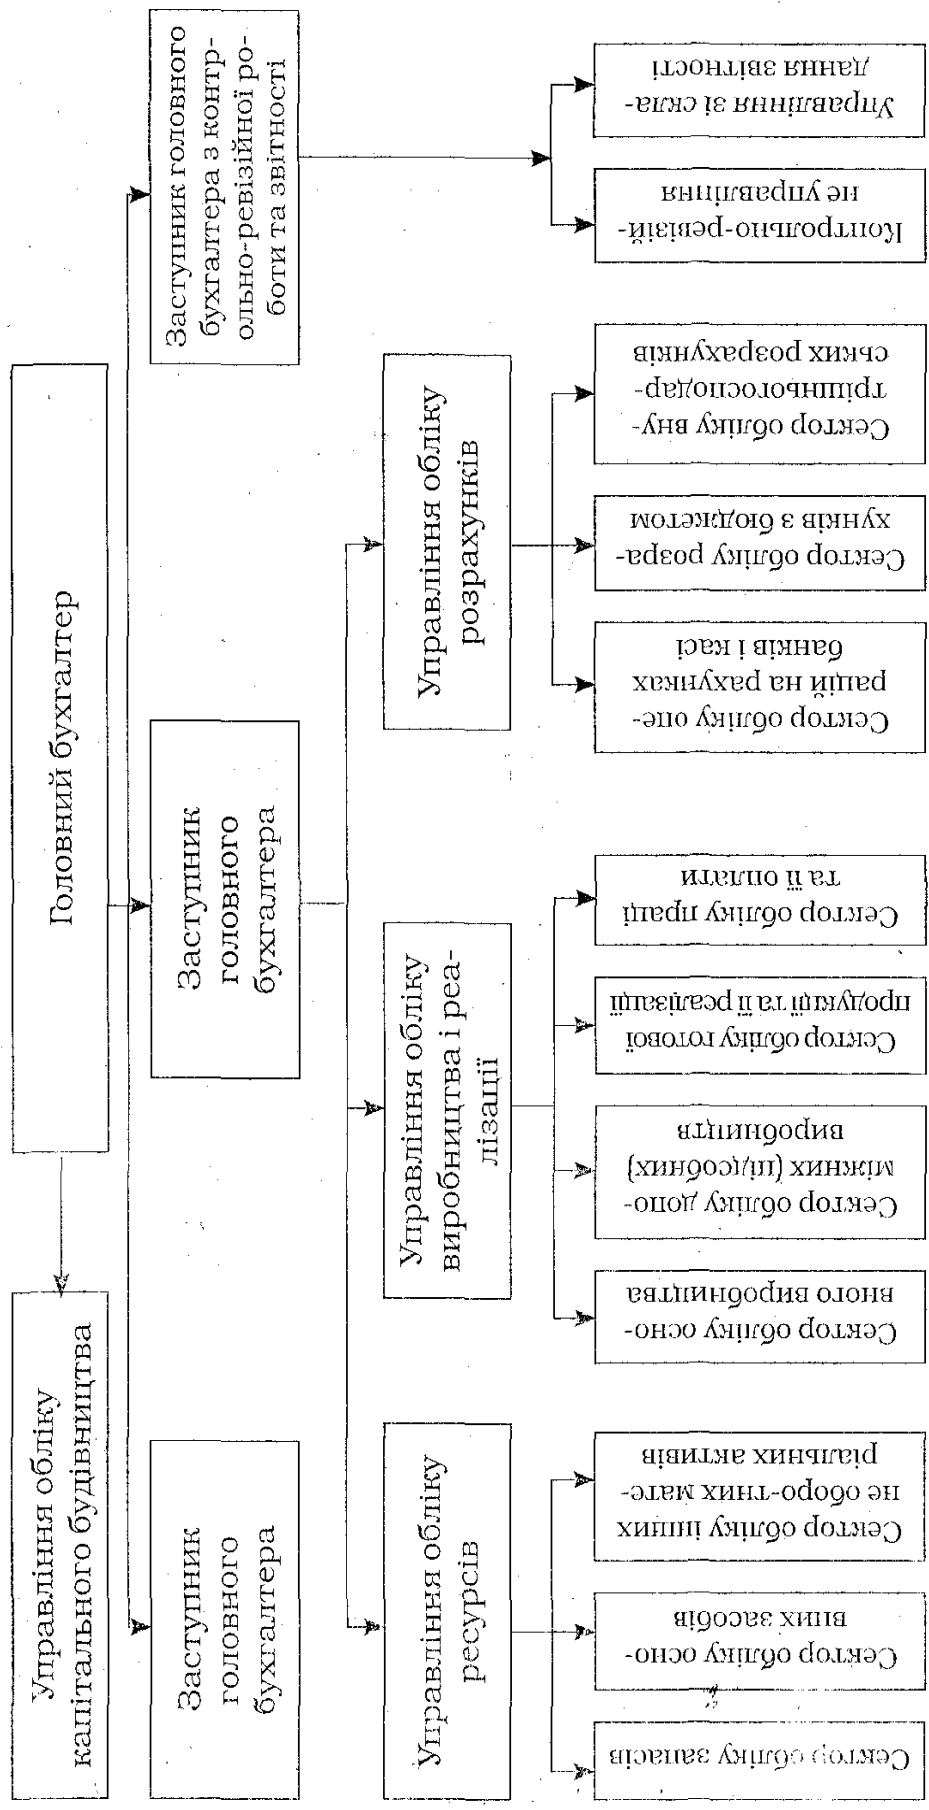 Головний бухгалтер
Управління обліку
капітального будівництва
Заступник
головного
бухгалтера
Заступник
головного
бухгалтера
Заступник головного
бухгалтера з контр-
ольно-ревізійної ро-
боти та звітності
Управління обліку
ресурсів
Управління обліку
виробництва і реа-
лізації
Управління обліку
розрахунків
Сектор обліку запасів
Сектор обліку осно-
вних засобів
Сектор обліку інших
не оборо-тних мате-
ріальних активів
Сектор обліку осно-
вного виробництва
Сектор обліку допо-
міжних (підсобних)
виробництв
Сектор обліку готової
продукції та її реалізації
Сектор обліку праці
та її оплати
Сектор обліку опе-
рацій на рахунках
банків і касі
Сектор обліку розра-
хунків з бюджетом
Сектор обліку вну-
трішньогосподар-
ських розрахунків
Контрольно-ревізій-
не управління
Управління зі скла-
дання звітності